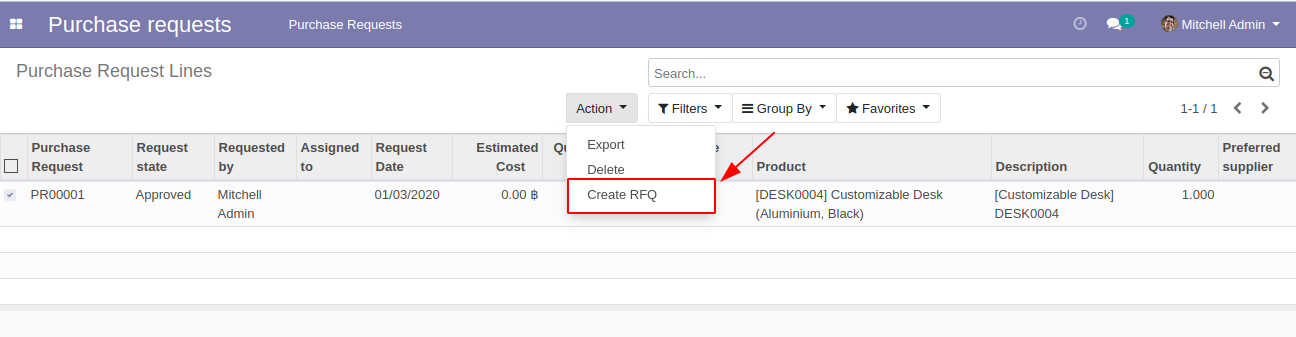 Purchase requests
Purchase Requests
1
Mitchell Admin
Purchase Request Lines
Search...
Action
Filters
Group By
Favorites
1-1 / 1
Purchase Request
Request state
Requested by
Assigned to
Request Date
Estimated Cost
Product
Description
Quantity
Preferred supplier
Export
Delete
Create RFQ
PR00001
Approved
Mitchell
Admin
01/03/2020
0.00 ฿
[DESK0004] Customizable Desk
(Aluminium, Black)
[Customizable Desk]
DESK0004
1.000